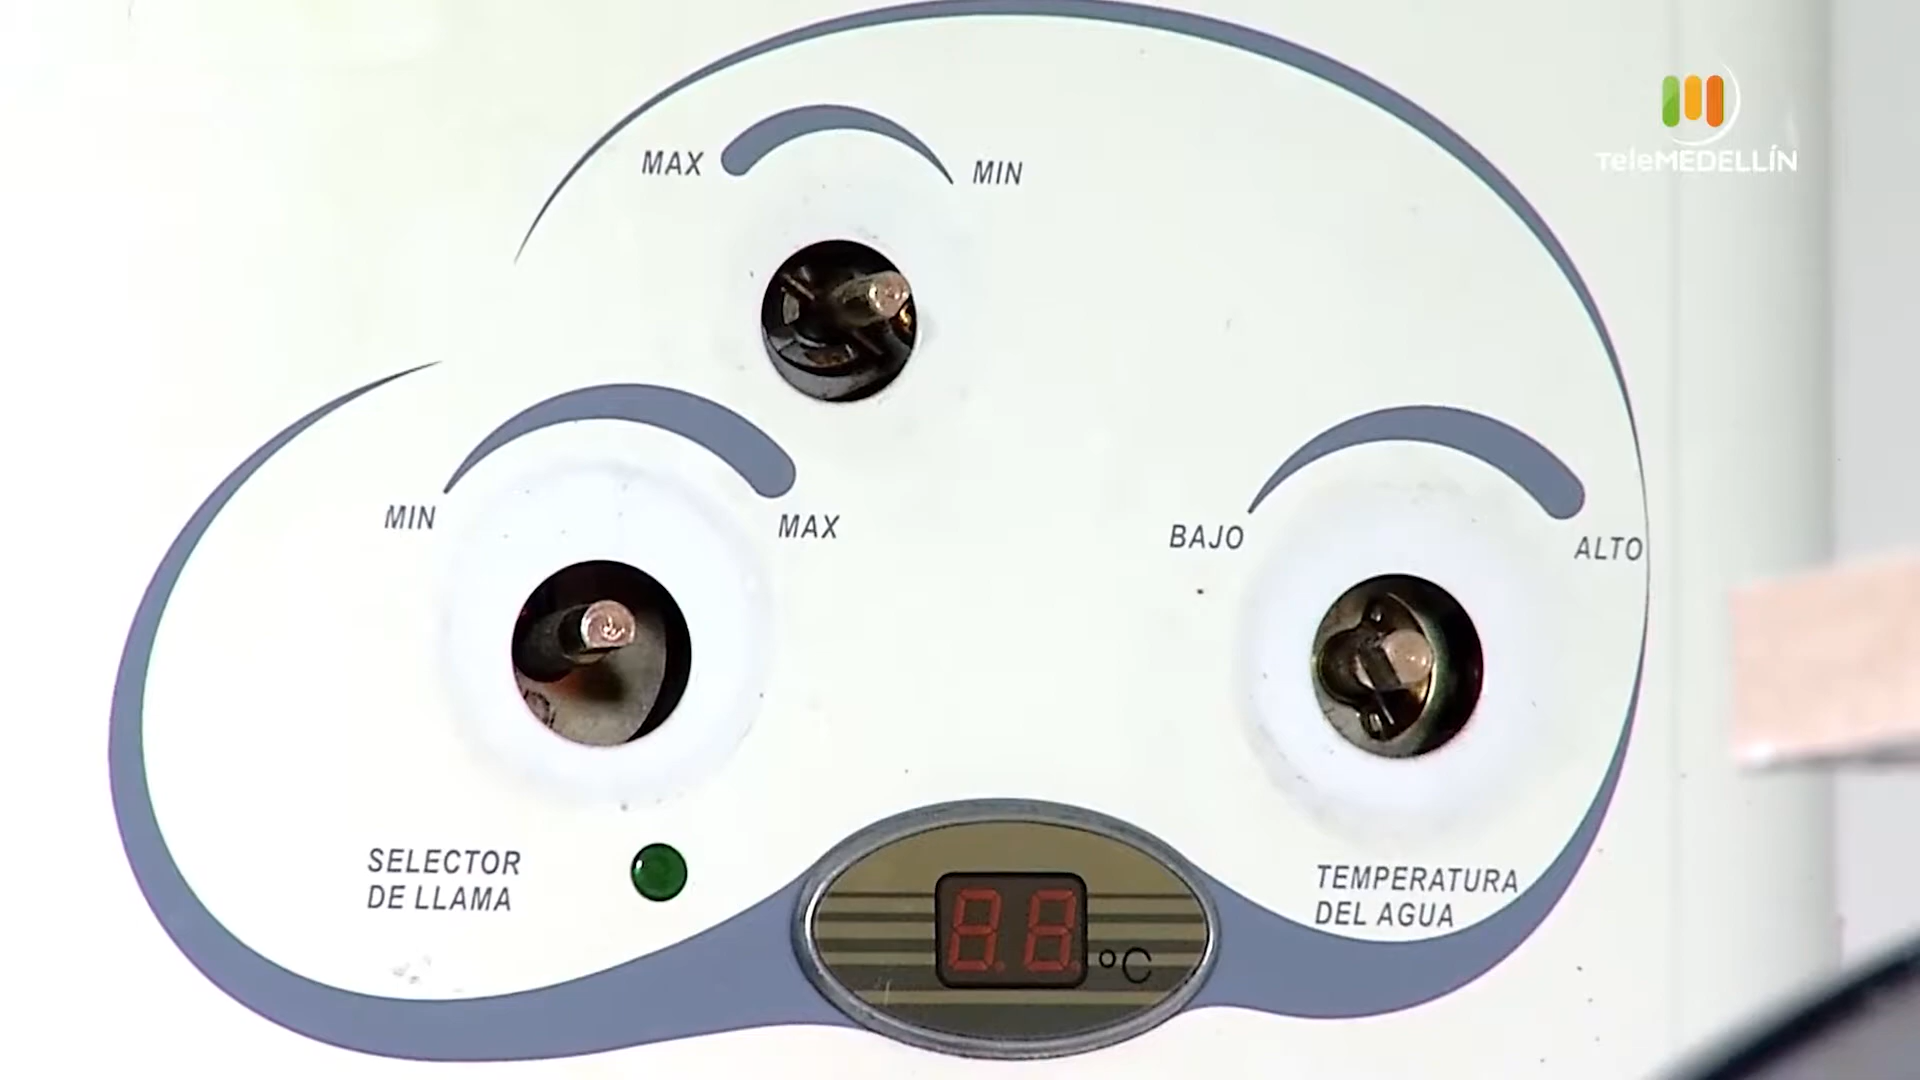 TeleMEDELLÍN
MAX
MIN
MIN
MAX
BAJO
ALTO
SELECTOR
DE LLAMA
TEMPERATURA
DEL AGUA
8.8.
°C